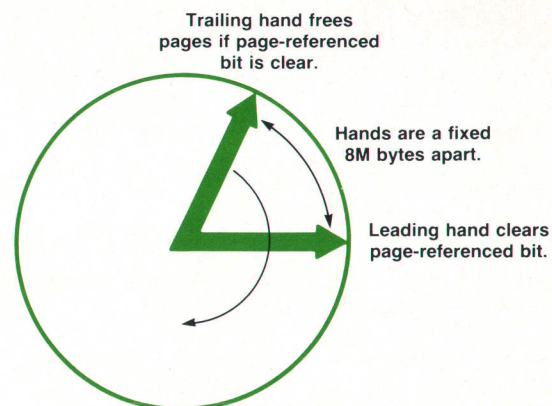 Trailing hand frees
pages if page-referenced
bit is clear.
Hands are a fixed
8M bytes apart.
Leading hand clears
page-referenced bit.